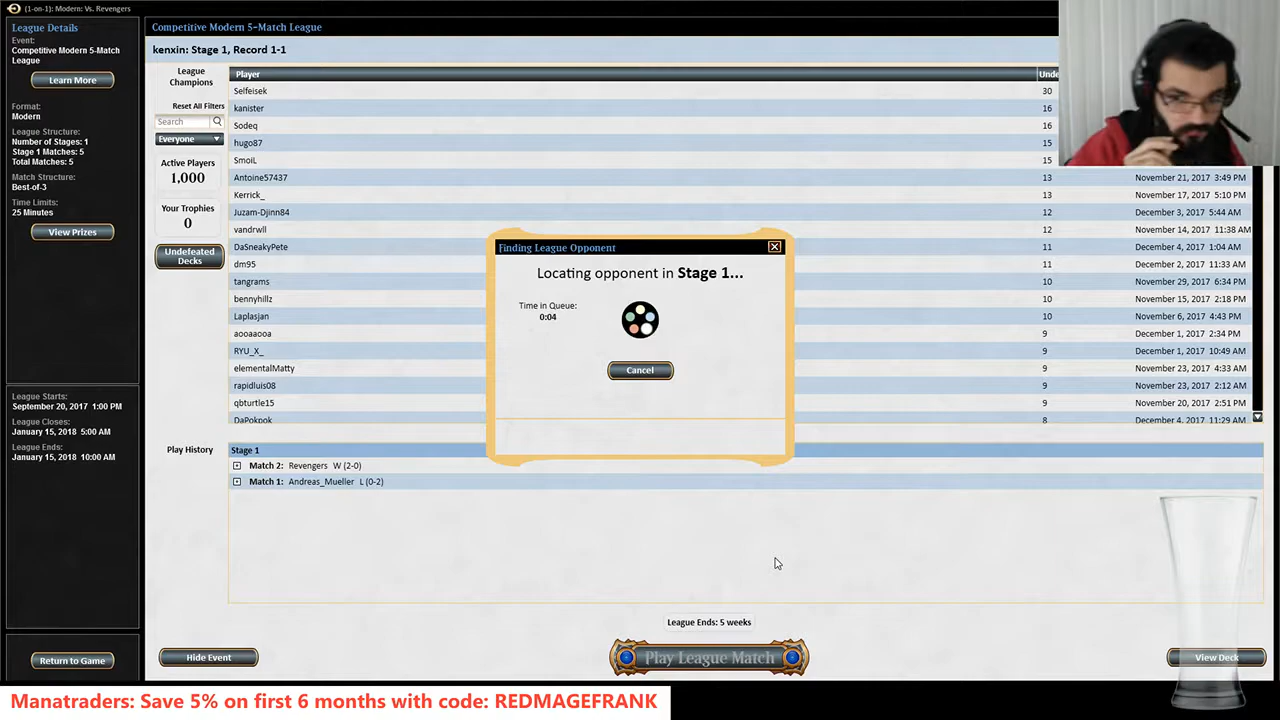 (1-on-1): Modern: Vs. Revengers
League Details
Event:
Competitive Modern 5-Match
League
Learn More
Format:
Modern
League Structure:
Number of Stages: 1
Stage 1 Matches: 5
Total Matches: 5
Match Structure:
Best-of-3
Time Limits:
25 Minutes
View Prizes
League Starts:
September 20, 2017 1:00 PM
League Closes:
January 15, 2018 5:00 AM
League Ends:
January 15, 2018 10:00 AM
Return to Game
Competitive Modern 5-Match League
kenxin: Stage 1, Record 1-1
League
Champions
Reset All Filters
Search
Everyone
Active Players
1,000
Your Trophies
0
Undefeated
Decks
Player Unde
Selfeisek 30
kanister 16
Sodeq 16
hugo87 15
SmoiL 15
Antoine57437 13 November 21, 2017 3:49 PM
Kerrick_ 13 November 17, 2017 5:10 PM
Juzam-Djinn84 12 December 3, 2017 5:44 AM
vandrwll 12 November 14, 2017 11:38 AM
DaSneakyPete 11 December 4, 2017 1:04 AM
dm95 11 December 2, 2017 11:33 AM
tangrams 10 November 29, 2017 6:34 PM
bennyhillz 10 November 15, 2017 2:18 PM
Laplasjan 10 November 6, 2017 4:43 PM
aooaaooa 9 December 1, 2017 2:34 PM
RYU_X_ 9 December 1, 2017 10:49 AM
elementalMatty 9 November 23, 2017 4:33 AM
rapidluis08 9 November 23, 2017 2:12 AM
qbturtle15 9 November 20, 2017 2:51 PM
DaPokpok 8 December 4, 2017 11:29 AM
Finding League Opponent
Locating opponent in Stage 1...
Time in Queue:
0:04
Cancel
Play History
Stage 1
Match 2: Revengers W (2-0)
Match 1: Andreas_Mueller L (0-2)
League Ends: 5 weeks
Hide Event
Play League Match
View Deck
Manatraders: Save 5% on first 6 months with code: REDMAGEFRANK